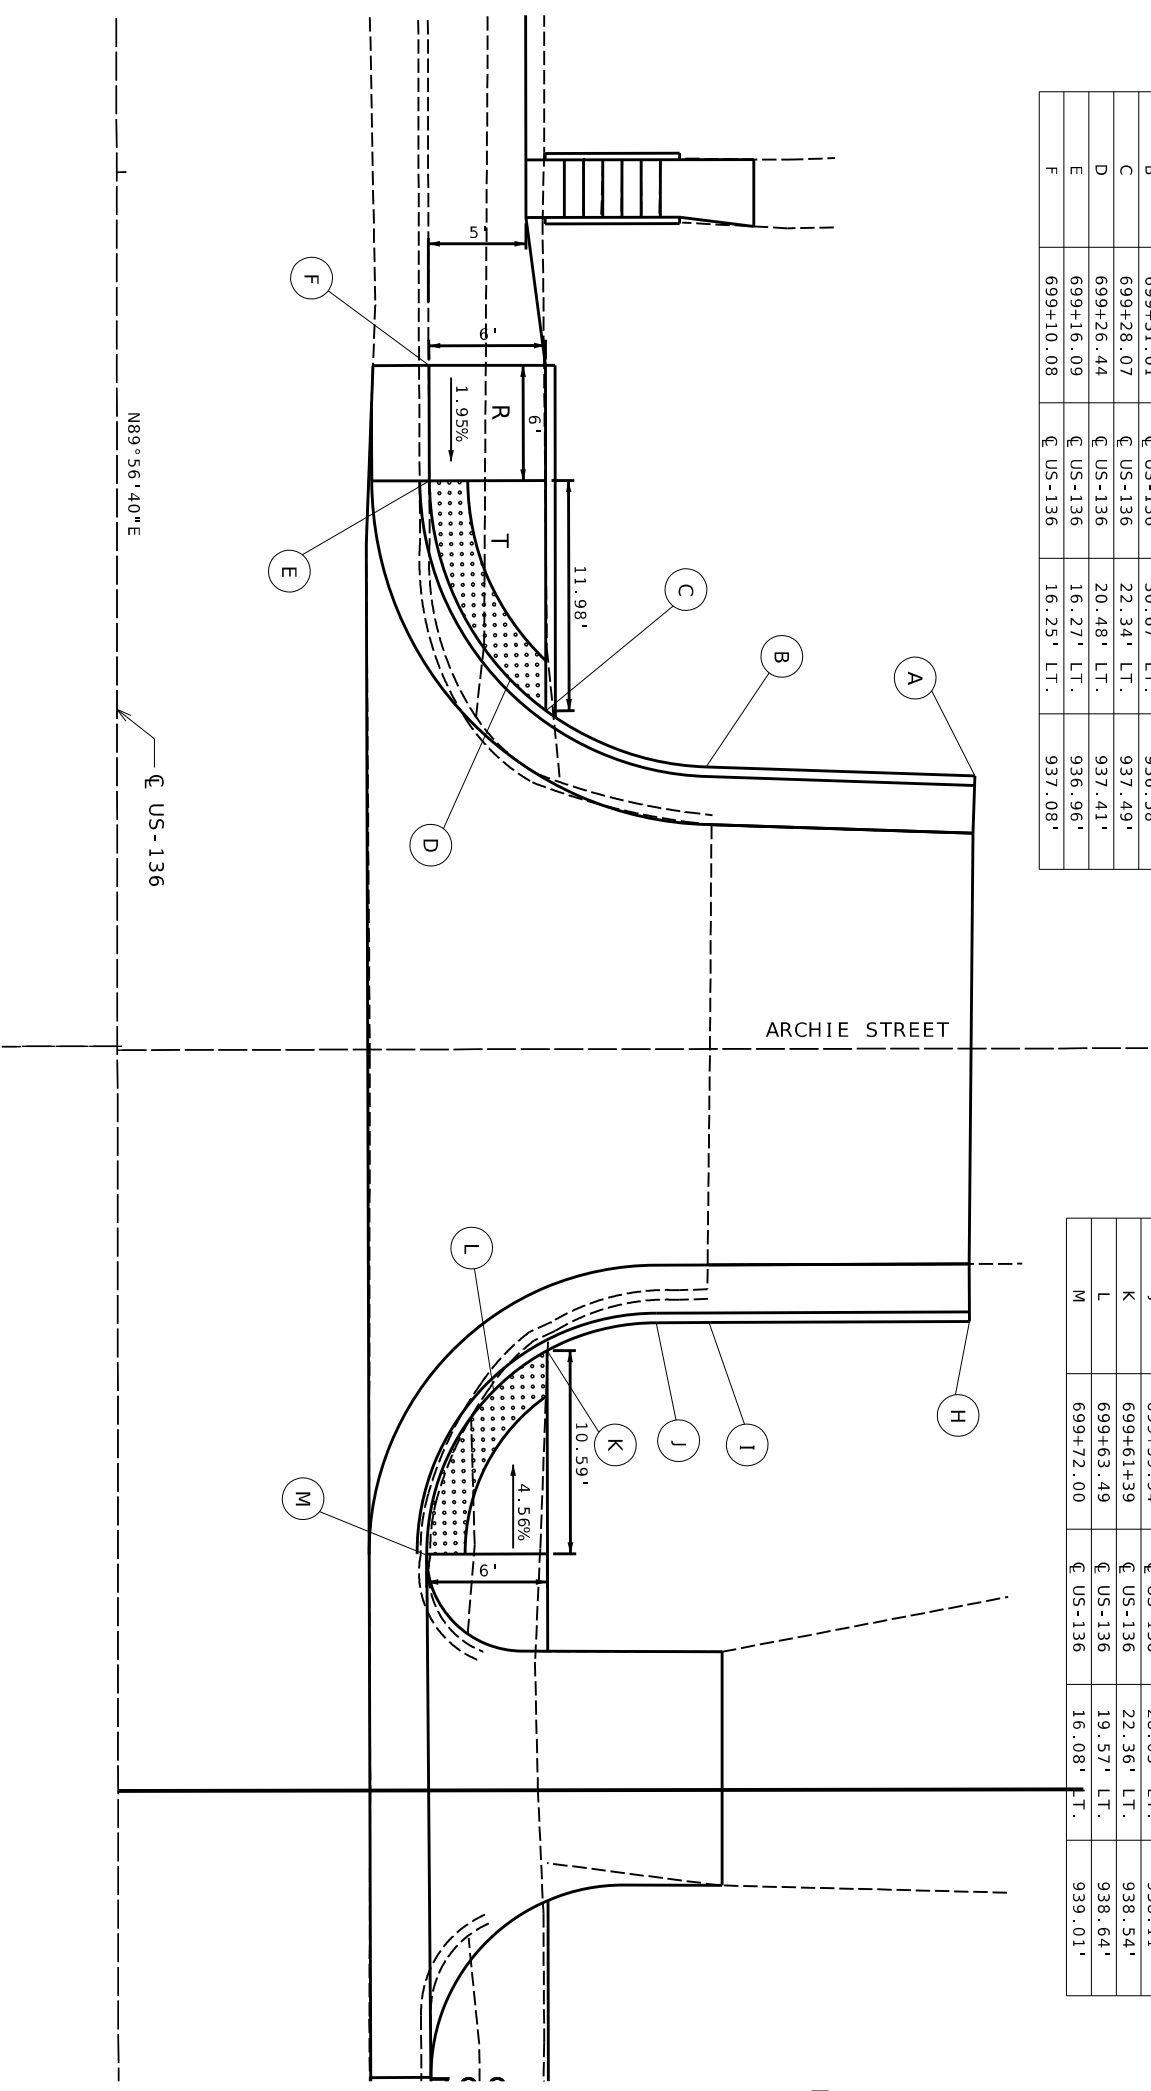 F 699+10.08 ℄ US-136 16.25' LT. 937.08'
E 699+16.09 ℄ US-136 16.27' LT. 936.96'
D 699+26.44 ℄ US-136 20.48' LT. 937.41'
C 699+28.07 ℄ US-136 22.34' LT. 937.49'
5'
F
6'
R
6'
1.95%
N89°56'40"E
T
E
11.98'
C
B
A
D
℄ US-136
ARCHIE STREET
L
K 699+61+39 ℄ US-136 22.36' LT. 938.54'
L 699+63.49 ℄ US-136 19.57' LT. 938.64'
M 699+72.00 ℄ US-136 16.08' LT. 939.01'
H
I
J
K
10.59'
4.56%
M
6'